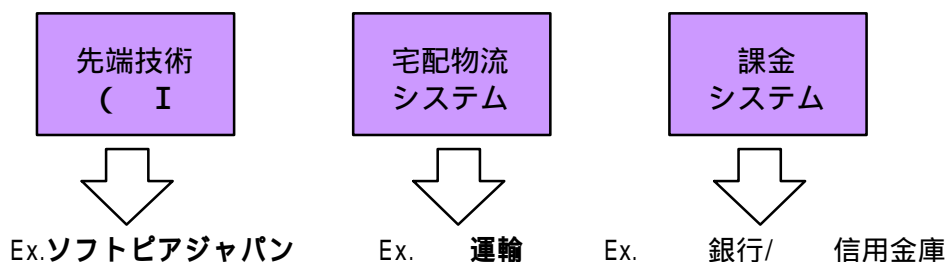 先端技術
( I
宅配物流
システム
課金
システム
Ex.ソフトピアジャパン
Ex. 運輸
Ex. 銀行/ 信用金庫